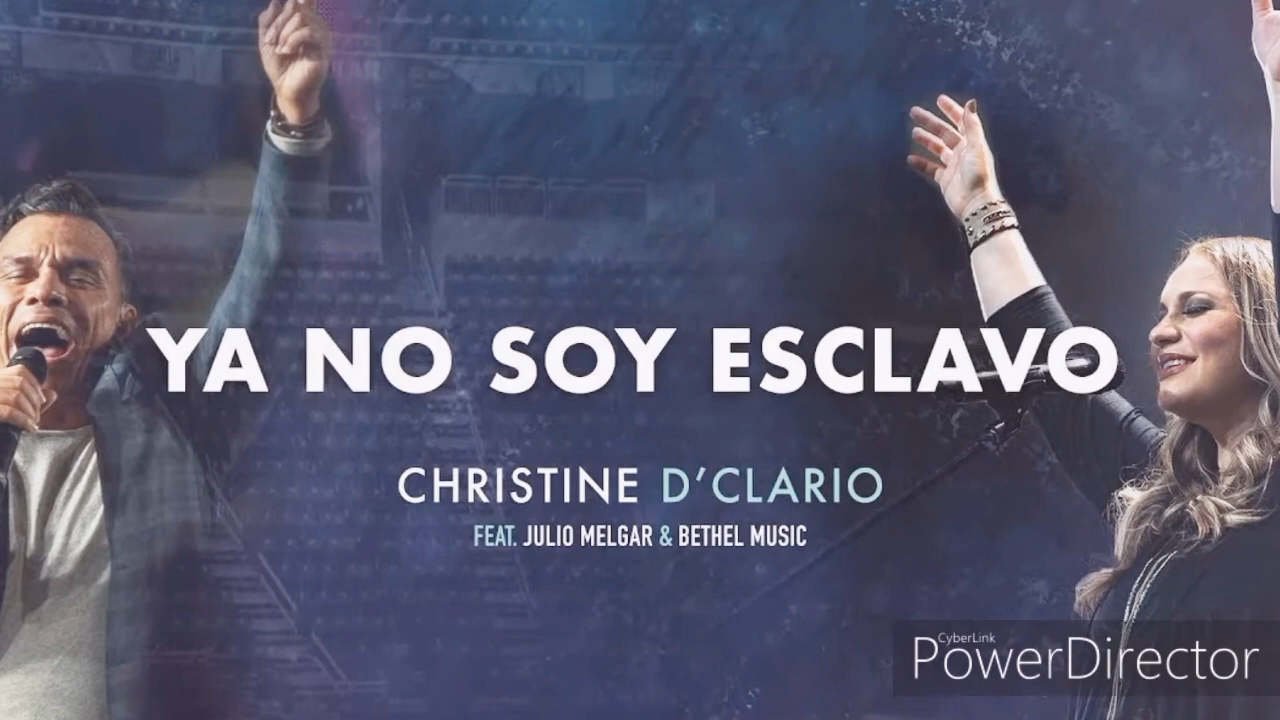 YA NO SOY ESCLAVO
CHRISTINE D'CLARIO
FEAT. JULIO MELGAR & BETHEL MUSIC
CyberLink
PowerDirector